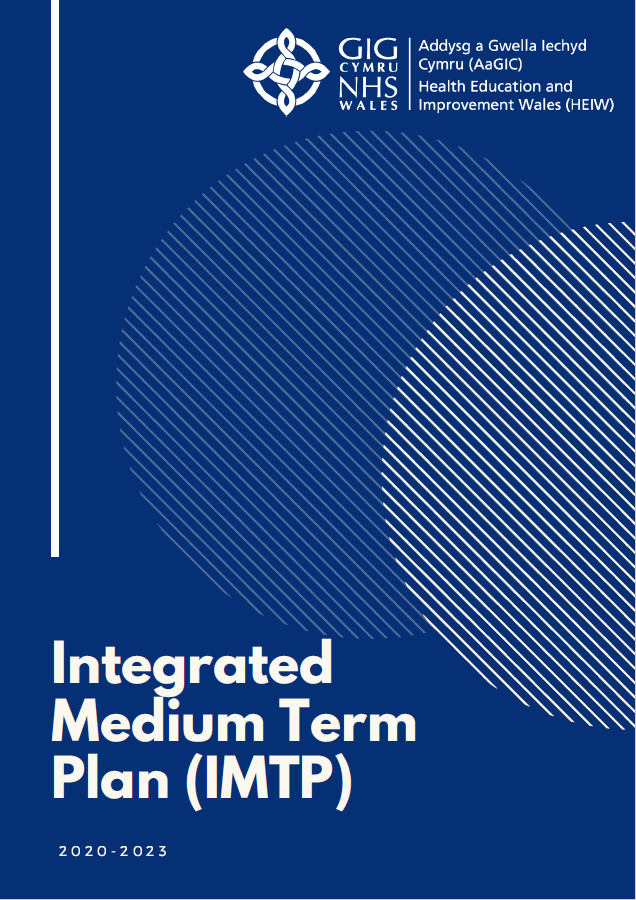 GIG
CYMRU
NHS
WALES
Addysg a Gwella Iechyd
Cymru (AaGIC)
Health Education and
Improvement Wales (HEIW)
Integrated
Medium Term
Plan (IMTP)
2020-2023